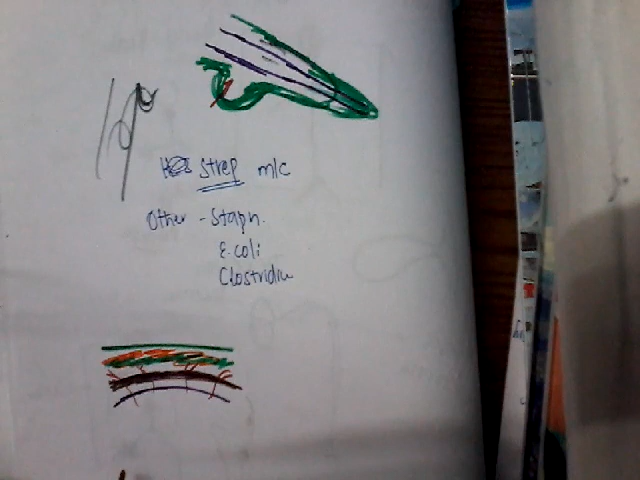 Strep m/c
Other - Staph.
E. coli
Clostridiu